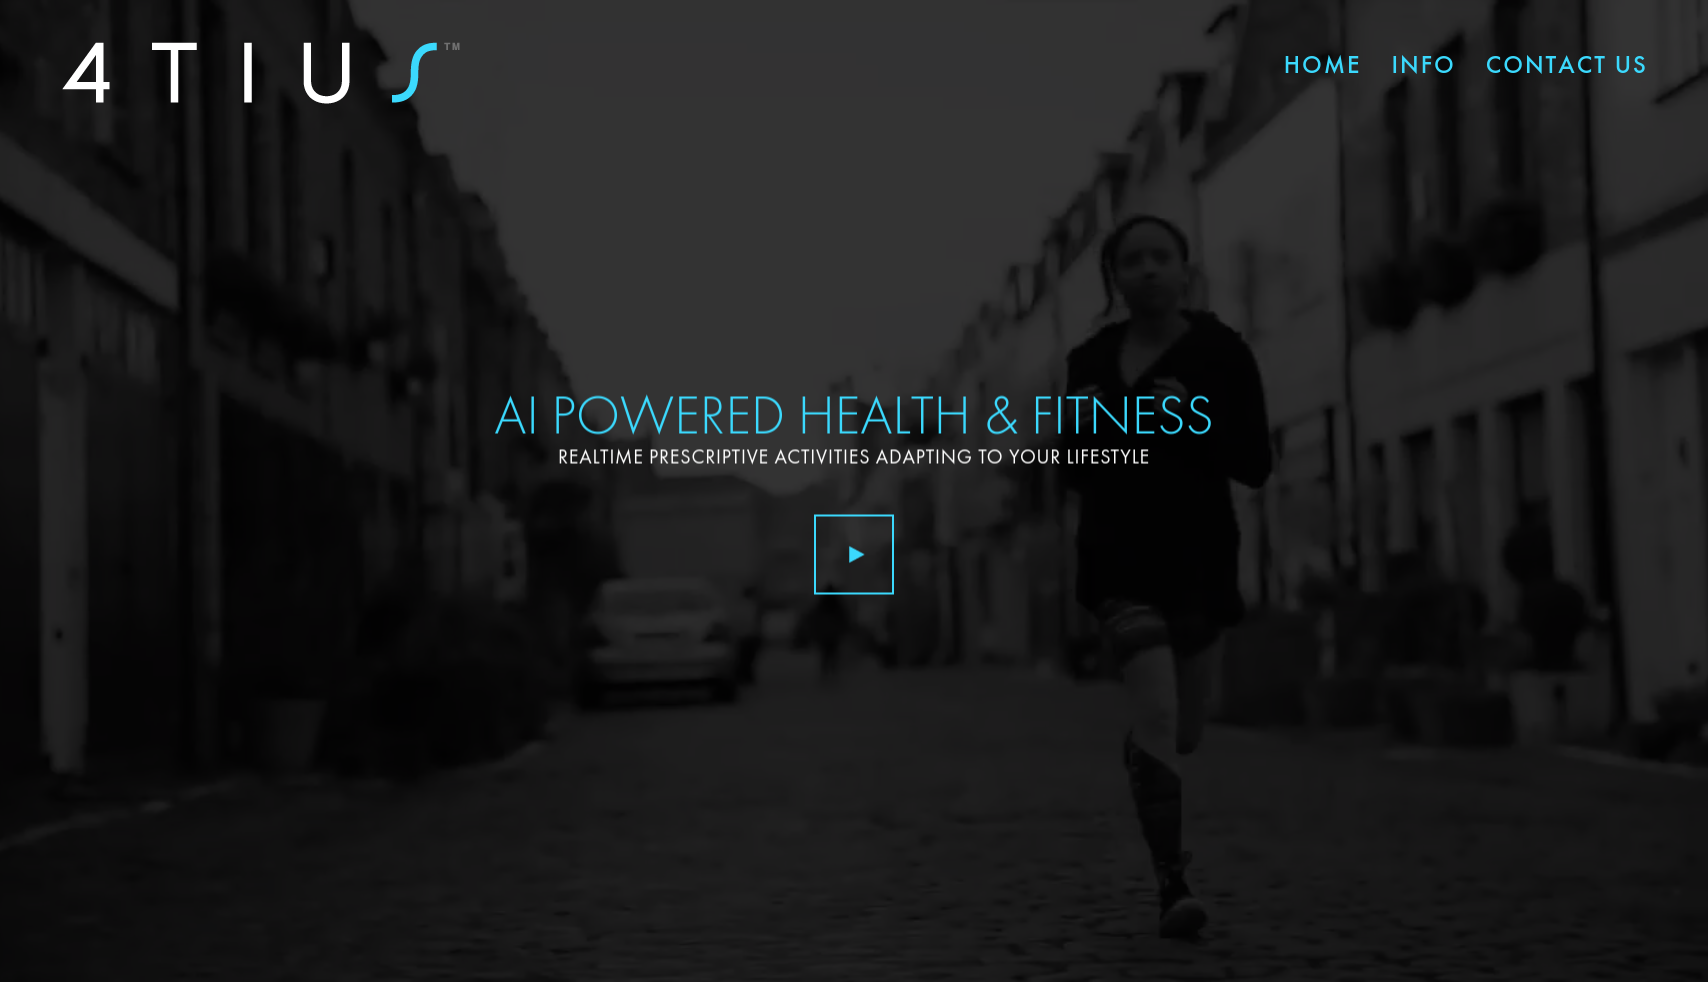 4TIUS™
HOME INFO CONTACT US
AI POWERED HEALTH & FITNESS
REALTIME PRESCRIPTIVE ACTIVITIES ADAPTING TO YOUR LIFESTYLE